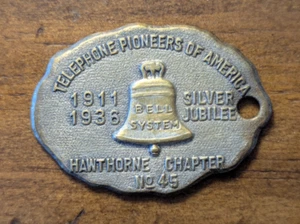 TELEPHONE PIONEERS OF AMERICA
1911 SILVER
1936 JUBILEE
BELL
SYSTEM
HAWTHORNE CHAPTER
No 45